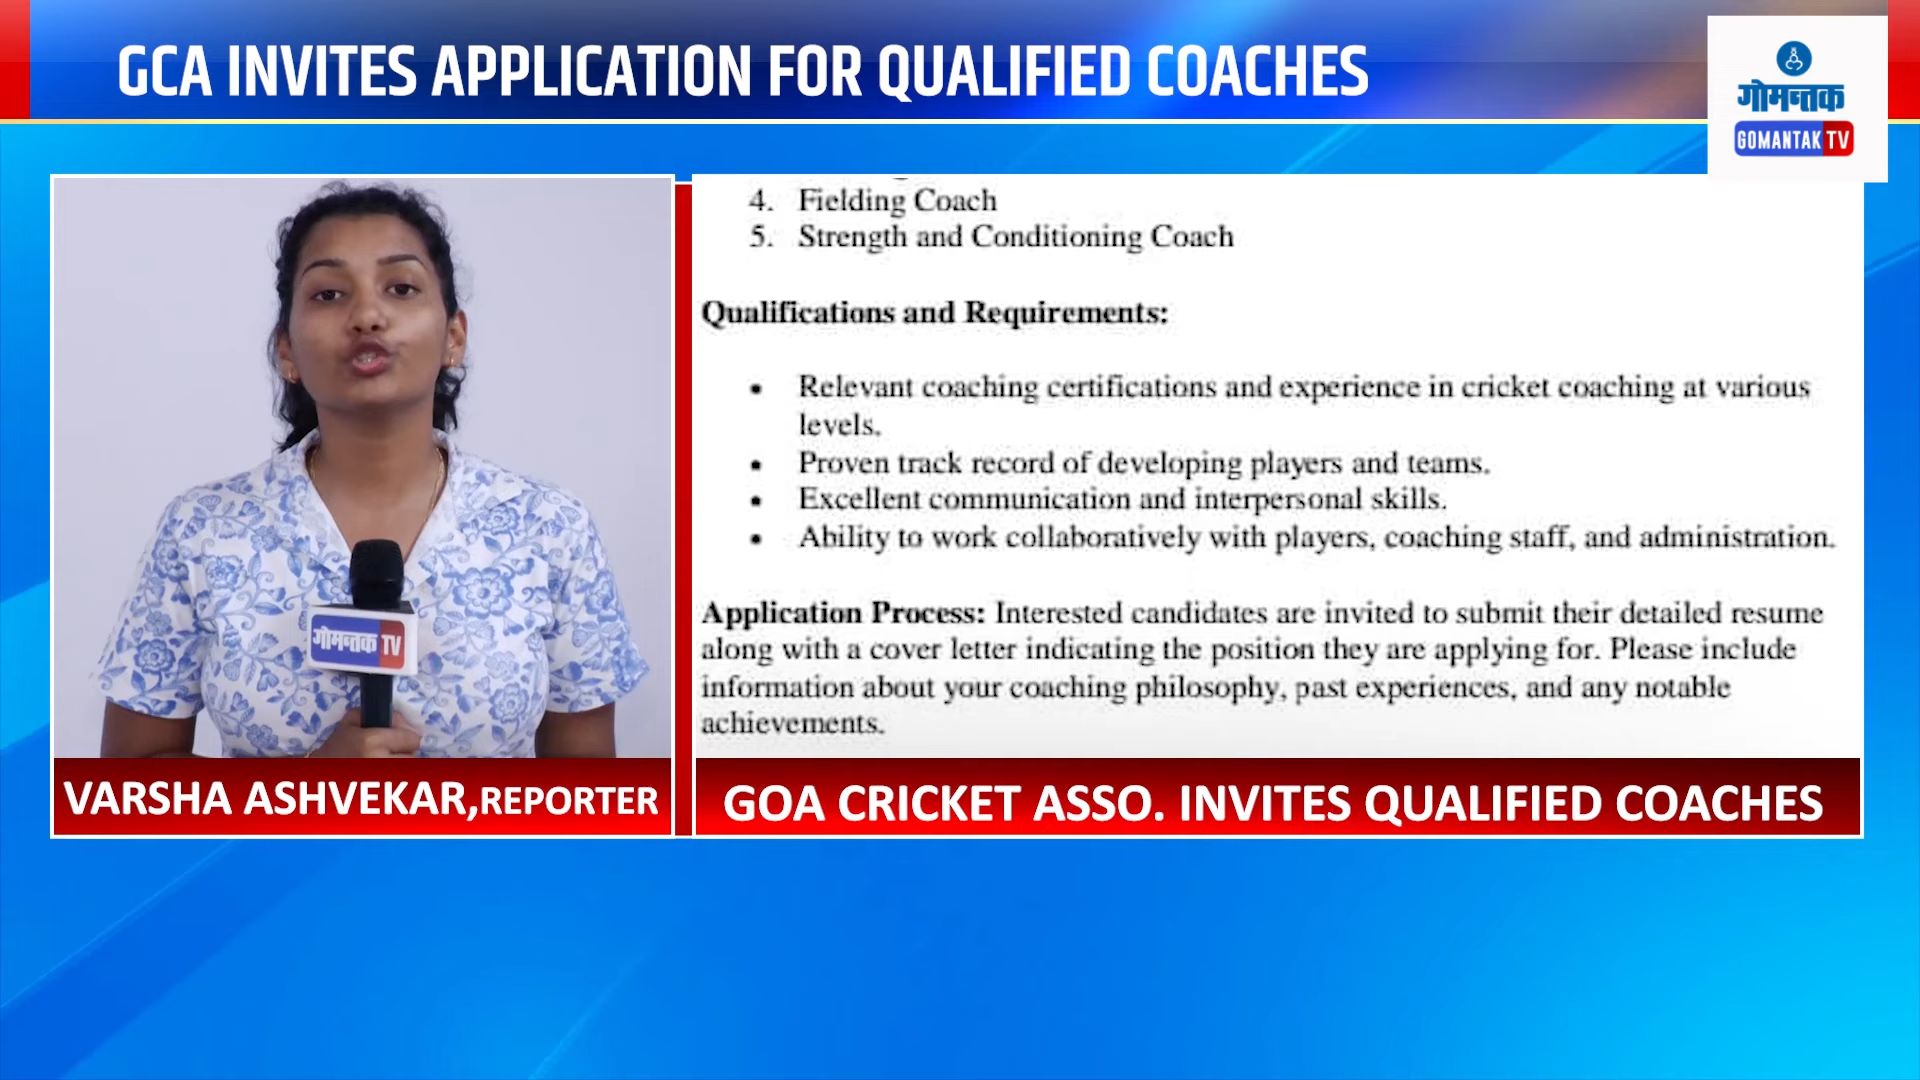 GCA INVITES APPLICATION FOR QUALIFIED COACHES
गोमन्तक
GOMANTAK TV
4. Fielding Coach
5. Strength and Conditioning Coach
Qualifications and Requirements:
• Relevant coaching certifications and experience in cricket coaching at various
levels.
• Proven track record of developing players and teams.
• Excellent communication and interpersonal skills.
• Ability to work collaboratively with players, coaching staff, and administration.
Application Process: Interested candidates are invited to submit their detailed resume
along with a cover letter indicating the position they are applying for. Please include
information about your coaching philosophy, past experiences, and any notable
achievements.
गोमन्तक TV
VARSHA ASHVEKAR,REPORTER
GOA CRICKET ASSO. INVITES QUALIFIED COACHES